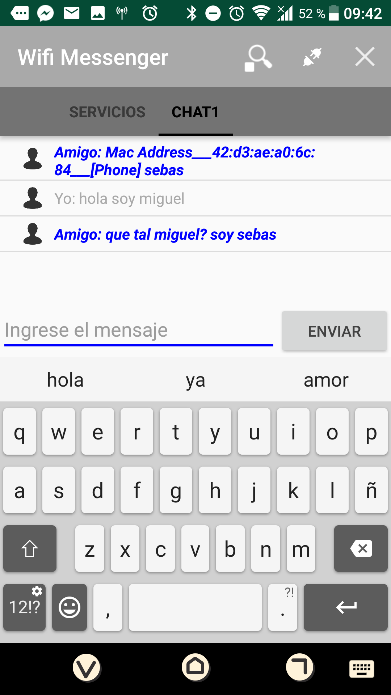 52 % 09:42
Wifi Messenger
SERVICIOS CHAT1
Amigo: Mac Address___42:d3:ae:a0:6c:
84___[Phone] sebas
Yo: hola soy miguel
Amigo: que tal miguel? soy sebas
Ingrese el mensaje ENVIAR
hola ya amor
q w e r t y u i o p
a s d f g h j k l ñ
z x c v b n m
12!? , ?! .